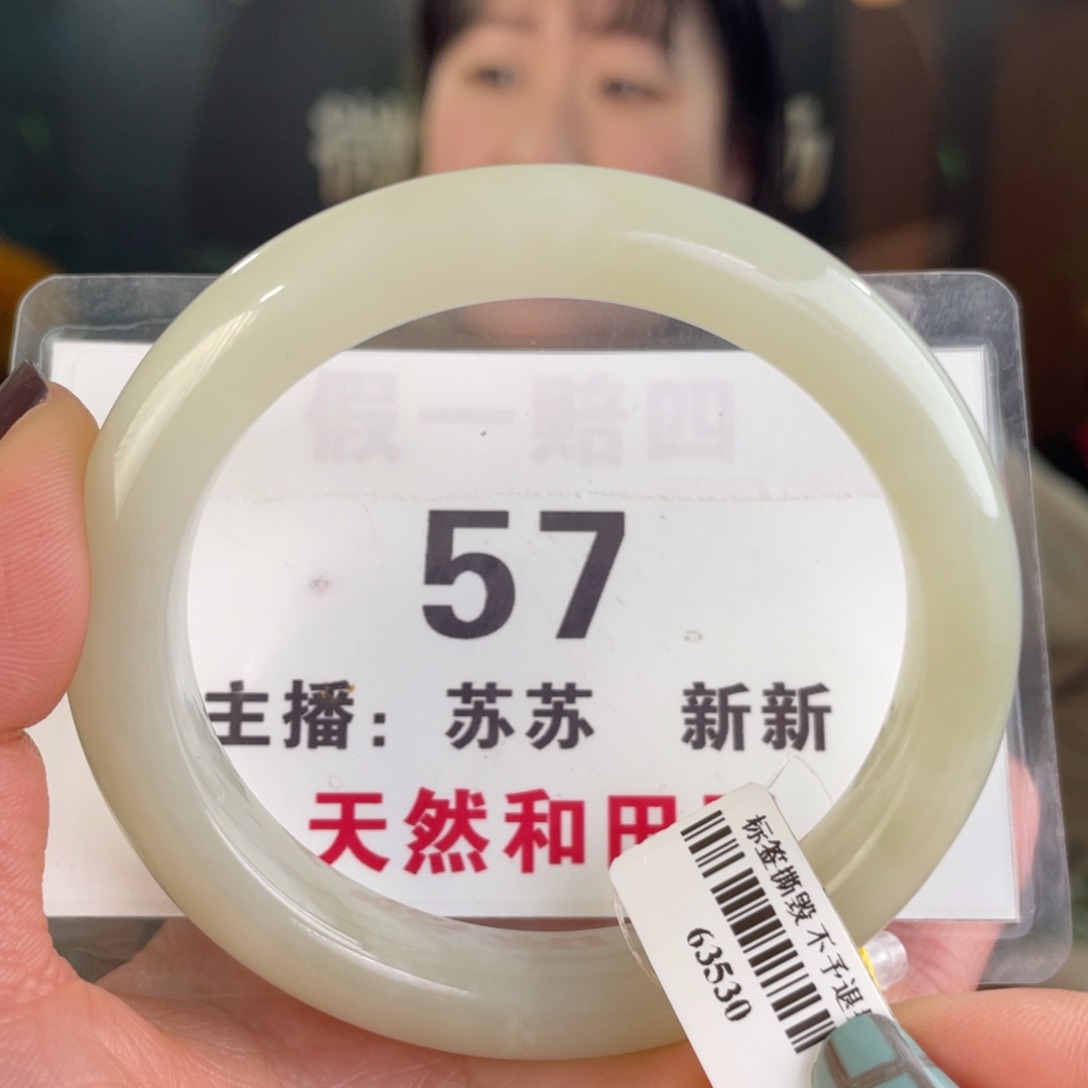 假一赔四
57
主播: 苏苏 新新
天然和田
标签撕毁 不予退
63530